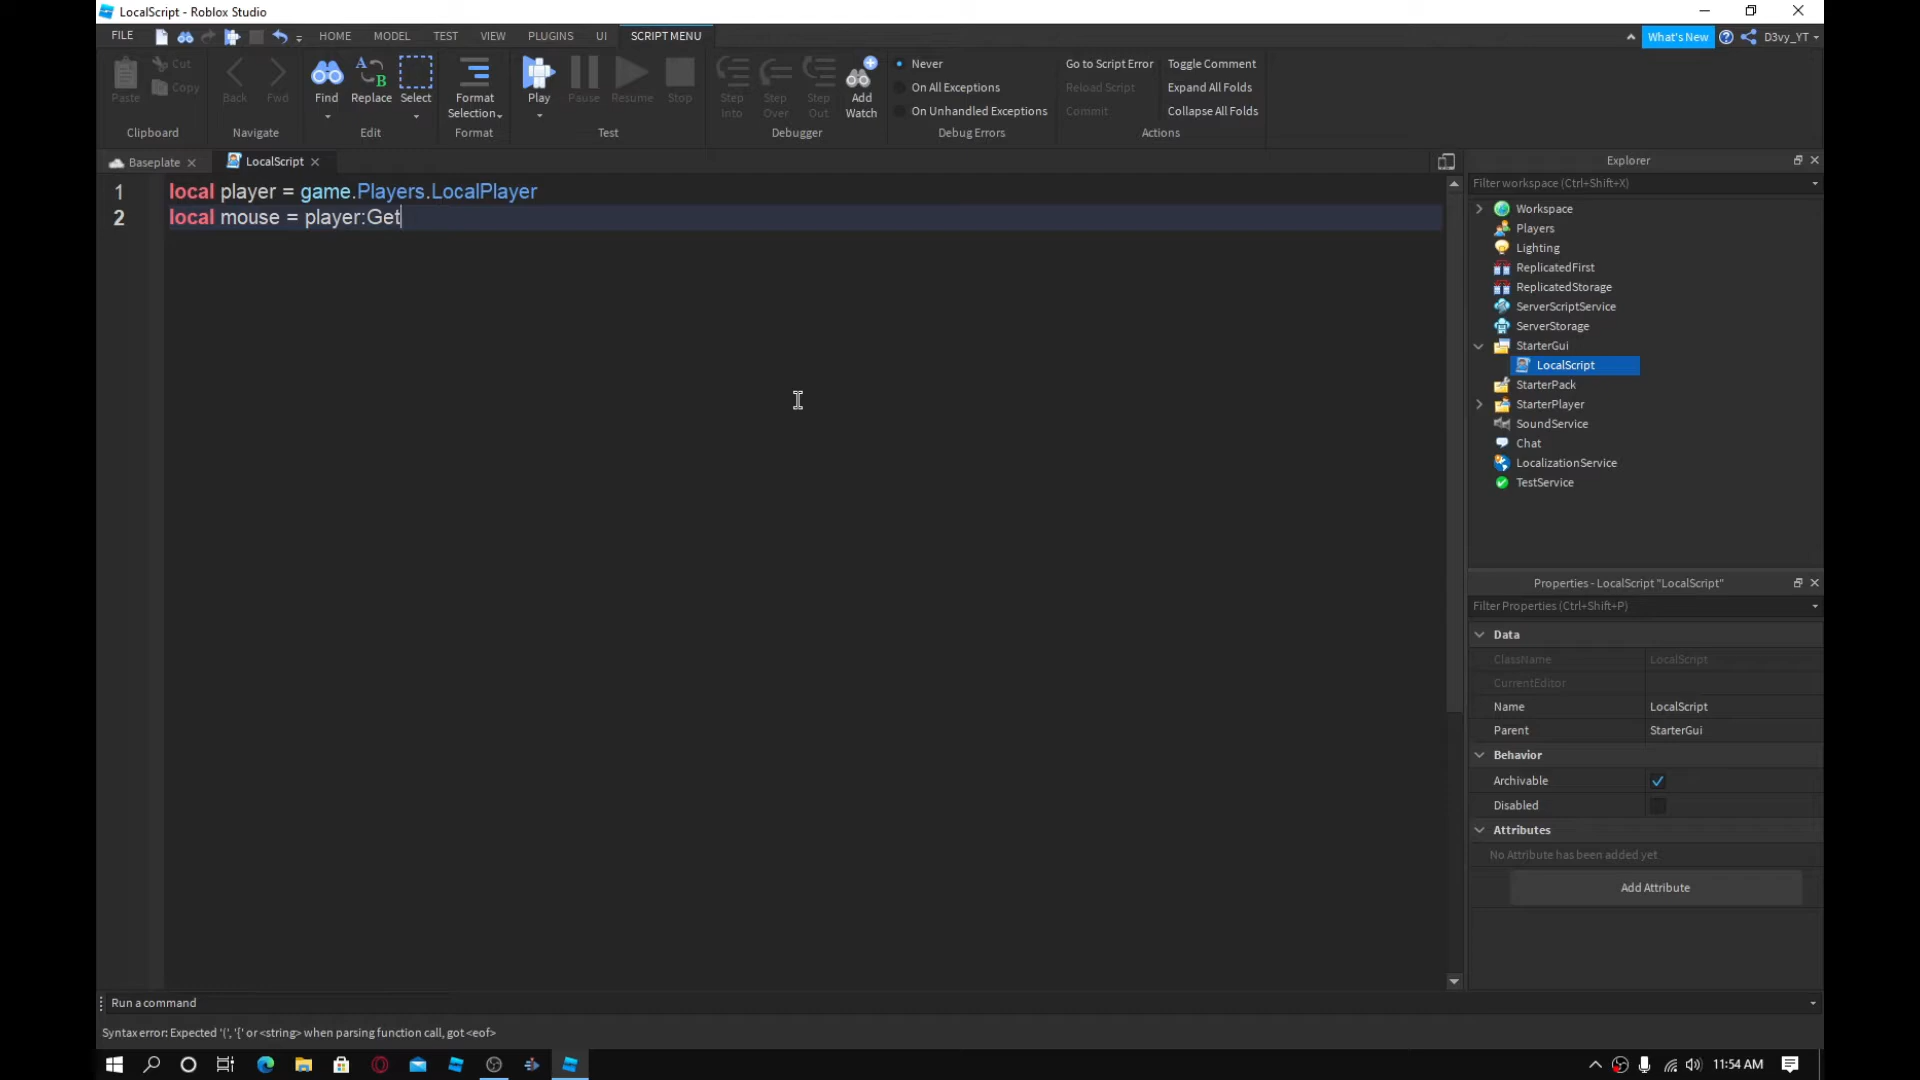 LocalScript - Roblox Studio
FILE HOME MODEL TEST VIEW PLUGINS UI SCRIPT MENU What's New D3vy_YT
Paste Cut Copy Back Fwd Find Replace Select Format Selection Play Pause Resume Stop Step Into Step Over Step Out Add Watch
Never
On All Exceptions
On Unhandled Exceptions
Go to Script Error
Reload Script
Commit
Toggle Comment
Expand All Folds
Collapse All Folds
Clipboard Navigate Edit Format Test Debugger Debug Errors Actions
Baseplate LocalScript
1 local player = game.Players.LocalPlayer
2 local mouse = player:Get
Explorer
Filter workspace (Ctrl+Shift+X)
Workspace
Players
Lighting
ReplicatedFirst
ReplicatedStorage
ServerScriptService
ServerStorage
StarterGui
LocalScript
StarterPack
StarterPlayer
SoundService
Chat
LocalizationService
TestService
Properties - LocalScript "LocalScript"
Filter Properties (Ctrl+Shift+P)
Data
ClassName LocalScript
CurrentEditor
Name LocalScript
Parent StarterGui
Behavior
Archivable
Disabled
Attributes
No Attribute has been added yet
Add Attribute
Run a command
Syntax error: Expected '(', '{' or <string> when parsing function call, got <eof>
11:54 AM